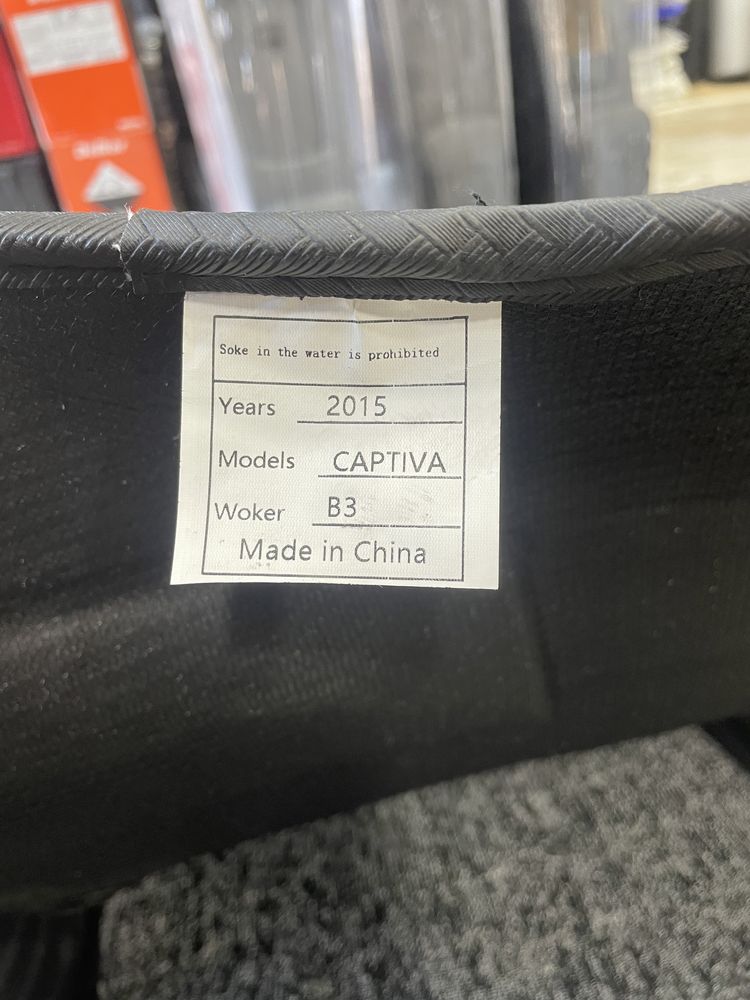 Soke in the water is prohibited
Years 2015
Models CAPTIVA
Woker B3
Made in China